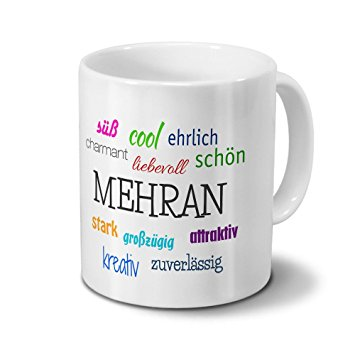 süß cool ehrlich
charmant liebevoll schön
MEHRAN
stark großzügig attraktiv
kreativ zuverlässig